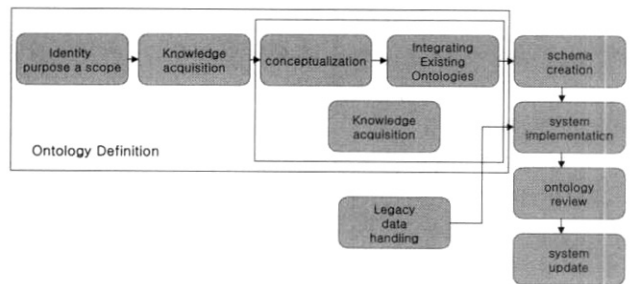 Identity
purpose a scope
Knowledge
acquisition
conceptualization
Integrating
Existing
Ontologies
schema
creation
Knowledge
acquisition
system
implementation
Ontology Definition
ontology
review
Legacy
data
handling
system
update